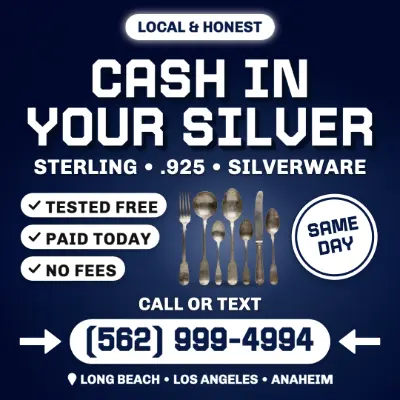 LOCAL & HONEST
CASH IN
YOUR SILVER
STERLING • .925 • SILVERWARE
✓ TESTED FREE
✓ PAID TODAY
✓ NO FEES
SAME
DAY
CALL OR TEXT
(562) 999-4994
LONG BEACH • LOS ANGELES • ANAHEIM